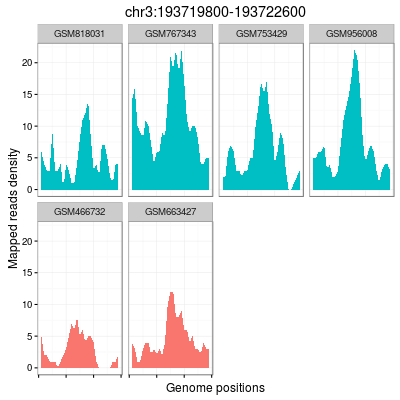 chr3:193719800-193722600
GSM818031 GSM767343 GSM753429 GSM956008
20
15
10
5
0
GSM466732 GSM663427
20
15
10
5
0
Mapped reads density
Genome positions